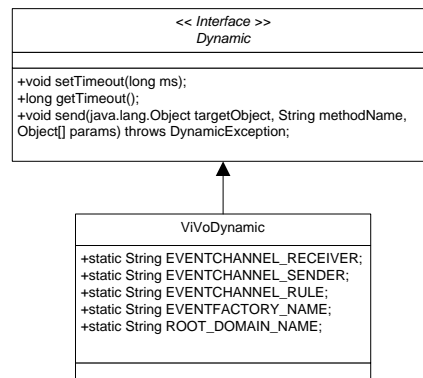 << Interface >>
Dynamic
+void setTimeout(long ms);
+long getTimeout();
+void send(java.lang.Object targetObject, String methodName,
Object[] params) throws DynamicException;
ViVoDynamic
+static String EVENTCHANNEL_RECEIVER;
+static String EVENTCHANNEL_SENDER;
+static String EVENTCHANNEL_RULE;
+static String EVENTFACTORY_NAME;
+static String ROOT_DOMAIN_NAME;